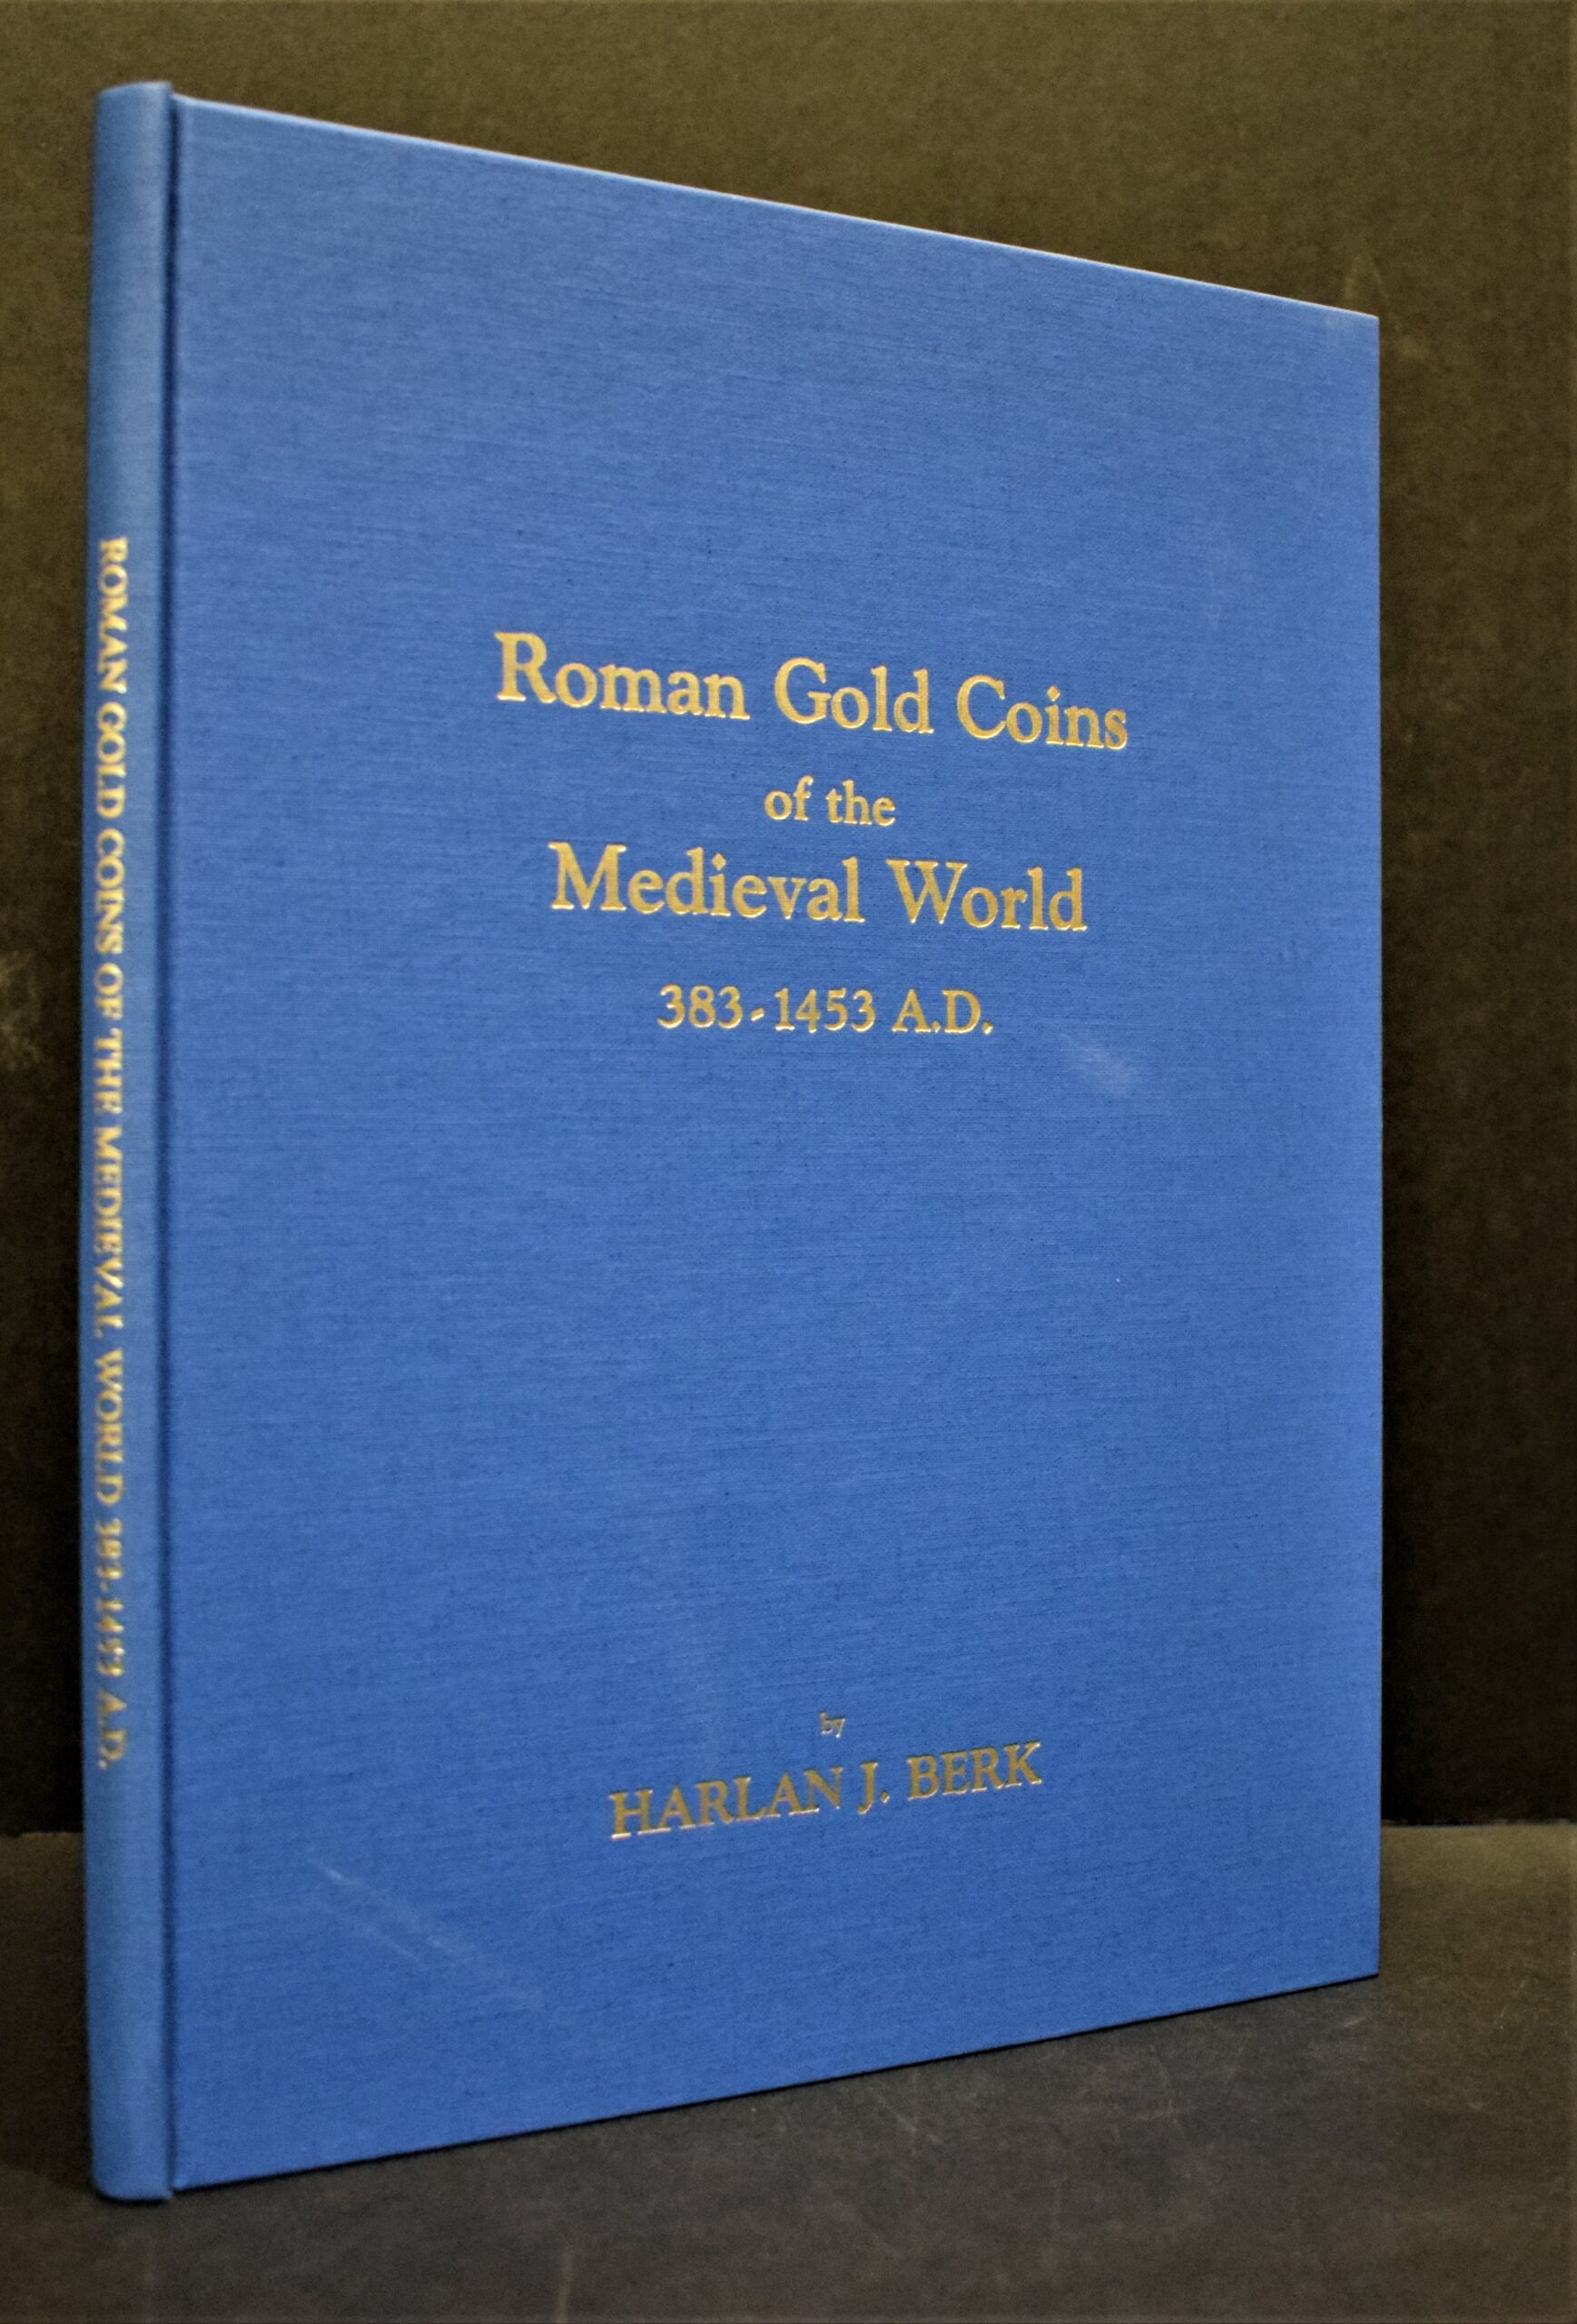 ROMAN GOLD COINS OF THE MEDIEVAL WORLD 383-1453 A.D.
Roman Gold Coins
of the
Medieval World
383-1453 A.D.
by
HARLAN J. BERK